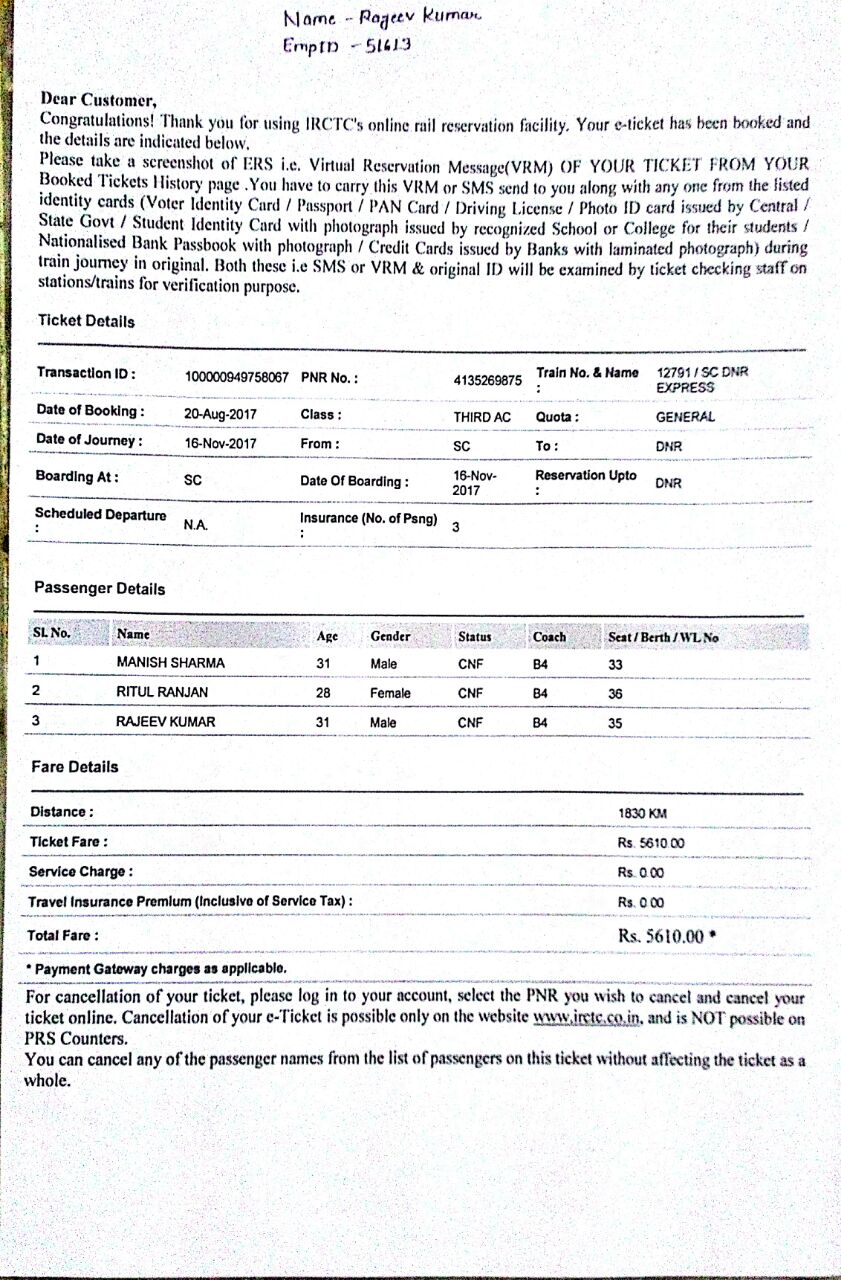 Name - Rajeev Kumar
EmpID - 51613
Dear Customer,
Congratulations! Thank you for using IRCTC's online rail reservation facility. Your e-ticket has been booked and
the details are indicated below.
Please take a screenshot of ERS i.e. Virtual Reservation Message(VRM) OF YOUR TICKET FROM YOUR
Booked Tickets History page .You have to carry this VRM or SMS send to you along with any one from the listed
identity cards (Voter Identity Card / Passport / PAN Card / Driving License / Photo ID card issued by Central /
State Govt / Student Identity Card with photograph issued by recognized School or College for their students /
Nationalised Bank Passbook with photograph / Credit Cards issued by Banks with laminated photograph) during
train journey in original. Both these i.e SMS or VRM & original ID will be examined by ticket checking staff on
stations/trains for verification purpose.
Ticket Details
Transaction ID : 100000949758067 PNR No. : 4135269875 Train No. & Name : 12791 / SC DNR EXPRESS
Date of Booking : 20-Aug-2017 Class : THIRD AC Quota : GENERAL
Date of Journey : 16-Nov-2017 From : SC To : DNR
Boarding At : SC Date Of Boarding : 16-Nov-2017 Reservation Upto : DNR
Scheduled Departure : N.A. Insurance (No. of Psng) : 3
Passenger Details
SL No. Name Age Gender Status Coach Seat / Berth / WL No
1 MANISH SHARMA 31 Male CNF B4 33
2 RITUL RANJAN 28 Female CNF B4 36
3 RAJEEV KUMAR 31 Male CNF B4 35
Fare Details
Distance : 1830 KM
Ticket Fare : Rs. 5610.00
Service Charge : Rs. 0.00
Travel Insurance Premium (Inclusive of Service Tax) : Rs. 0.00
Total Fare : Rs. 5610.00 *
* Payment Gateway charges as applicable.
For cancellation of your ticket, please log in to your account, select the PNR you wish to cancel and cancel your
ticket online. Cancellation of your e-Ticket is possible only on the website www.irctc.co.in, and is NOT possible on
PRS Counters.
You can cancel any of the passenger names from the list of passengers on this ticket without affecting the ticket as a
whole.